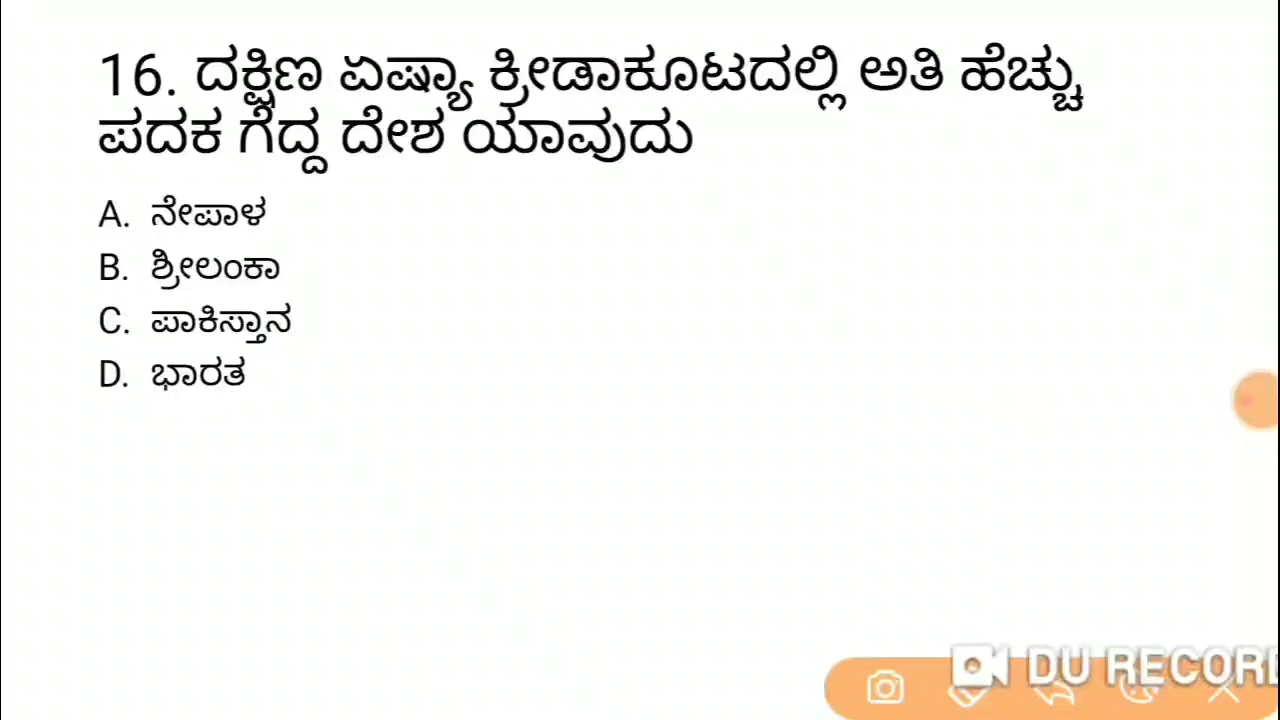 16. ದಕ್ಷಿಣ ಏಷ್ಯಾ ಕ್ರೀಡಾಕೂಟದಲ್ಲಿ ಅತಿ ಹೆಚ್ಚು
ಪದಕ ಗೆದ್ದ ದೇಶ ಯಾವುದು
A. ನೇಪಾಳ
B. ಶ್ರೀಲಂಕಾ
C. ಪಾಕಿಸ್ತಾನ
D. ಭಾರತ
DU RECORD